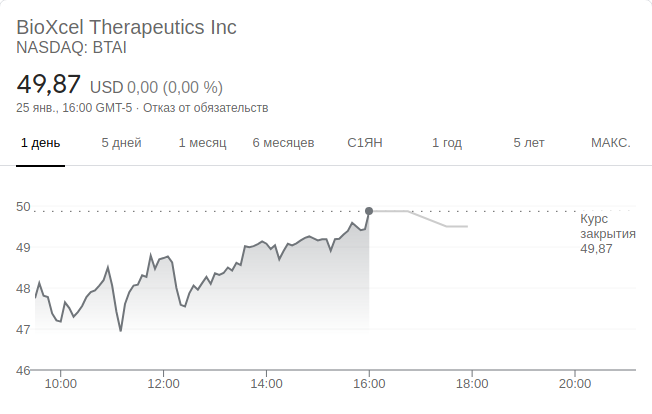 BioXcel Therapeutics Inc
NASDAQ: BTAI
49,87 USD 0,00 (0,00 %)
25 янв., 16:00 GMT-5 · Отказ от обязательств
1 день 5 дней 1 месяц 6 месяцев С1ЯН 1 год 5 лет МАКС.
50
Курс
закрытия
49,87
49
48
47
46
10:00 12:00 14:00 16:00 18:00 20:00